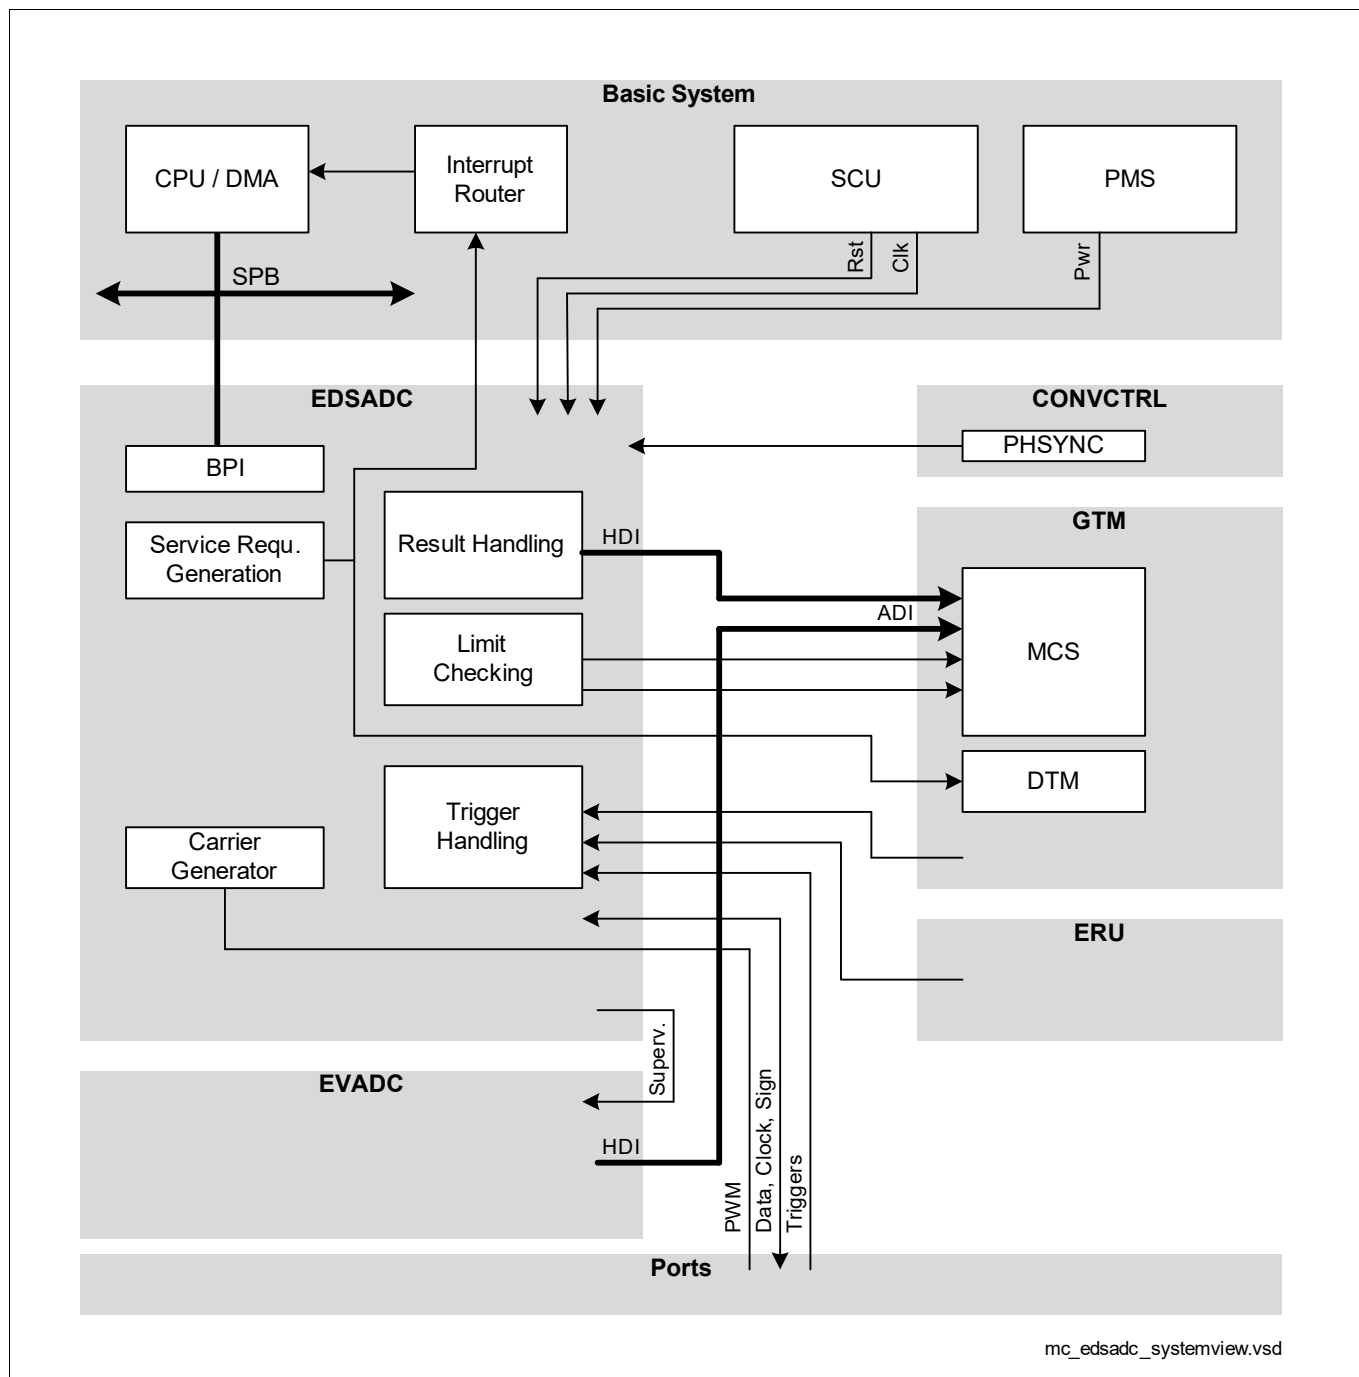 Basic System
CPU / DMA
Interrupt
Router
SCU
PMS
Rst
Clk
Pwr
SPB
EDSADC
CONVCTRL
BPI
PHSYNC
Service Requ.
Generation
Result Handling
HDI
GTM
ADI
Limit
Checking
MCS
DTM
Trigger
Handling
Carrier
Generator
ERU
Superv.
EVADC
HDI
PWM
Data, Clock, Sign
Triggers
Ports
mc_edsadc_systemview.vsd